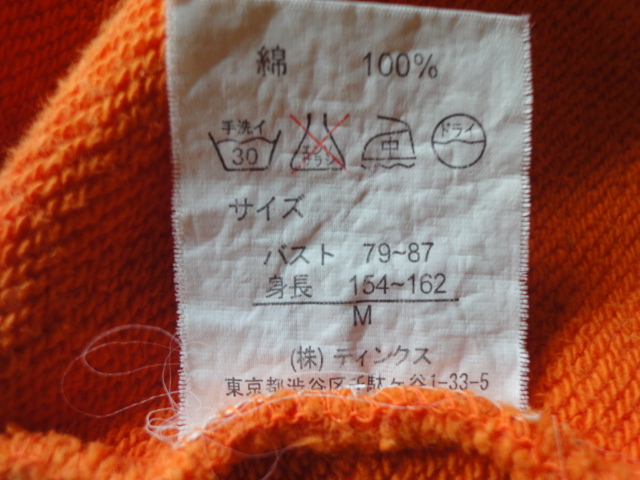 綿 100%
手洗イ 30 エンソ サラシ 中 ドライ
サイズ
バスト 79~87
身長 154~162
M
(株) ティンクス
東京都渋谷区千駄ヶ谷1-33-5